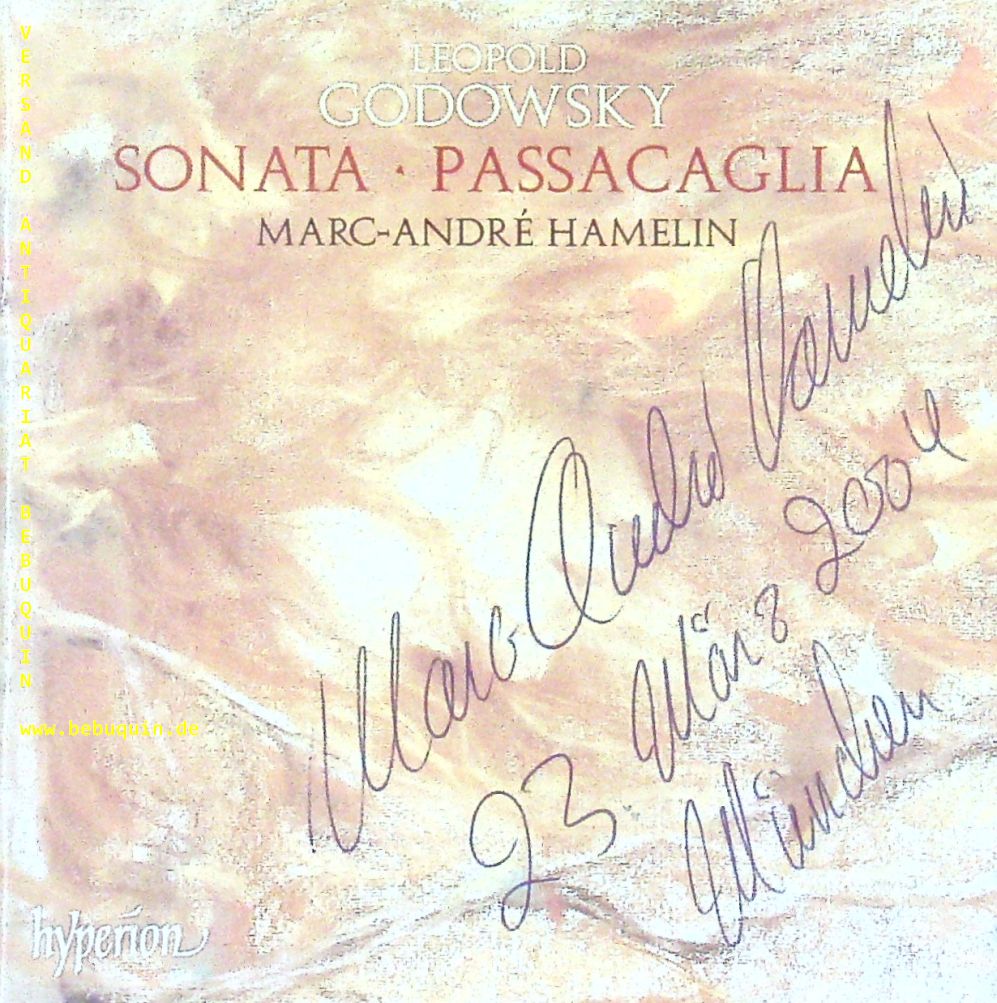 LEOPOLD
GODOWSKY
SONATA · PASSACAGLIA
MARC-ANDRÉ HAMELIN
Marc-André Hamelin
23 März 2004
München
hyperion
VERSAND ANTIQUARIAT BEBUQUIN
www.bebuquin.de